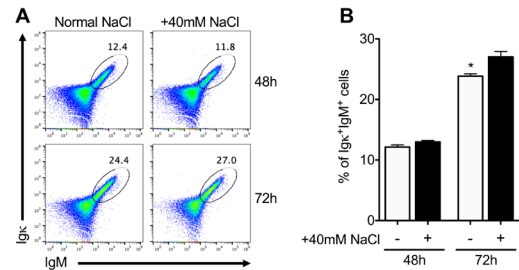 A
Normal NaCl +40mM NaCl
12.4 11.8
48h
24.4 27.0
72h
Igκ
IgM
B
% of Igκ⁺IgM⁺ cells
30
20
10
0
*
+40mM NaCl - + - +
48h 72h